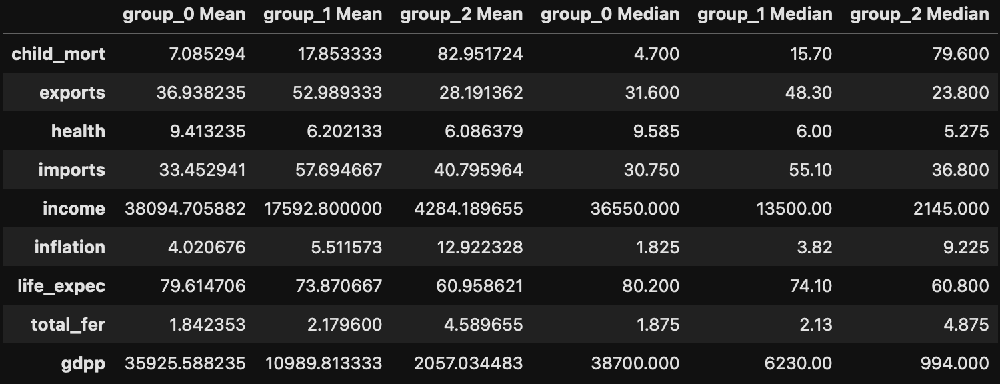 group_0 Mean group_1 Mean group_2 Mean group_0 Median group_1 Median group_2 Median
child_mort 7.085294 17.853333 82.951724 4.700 15.70 79.600
exports 36.938235 52.989333 28.191362 31.600 48.30 23.800
health 9.413235 6.202133 6.086379 9.585 6.00 5.275
imports 33.452941 57.694667 40.795964 30.750 55.10 36.800
income 38094.705882 17592.800000 4284.189655 36550.000 13500.00 2145.000
inflation 4.020676 5.511573 12.922328 1.825 3.82 9.225
life_expec 79.614706 73.870667 60.958621 80.200 74.10 60.800
total_fer 1.842353 2.179600 4.589655 1.875 2.13 4.875
gdpp 35925.588235 10989.813333 2057.034483 38700.000 6230.00 994.000